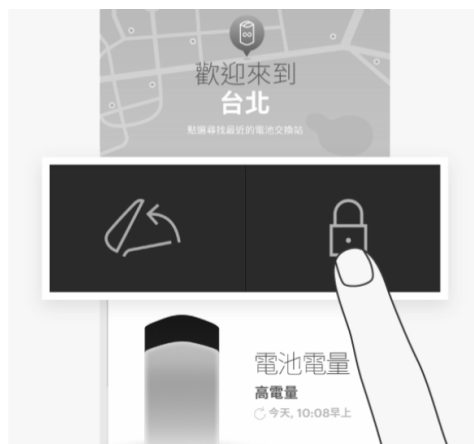 歡迎來到
台北
點選尋找最近的電池交換站
電池電量
高電量
今天, 10:08早上